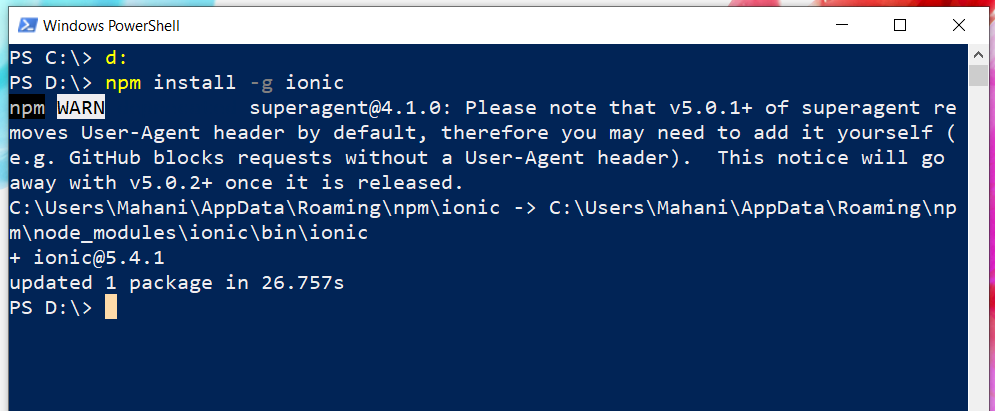 Windows PowerShell
PS C:\> d:
PS D:\> npm install -g ionic
npm WARN            superagent@4.1.0: Please note that v5.0.1+ of superagent re
moves User-Agent header by default, therefore you may need to add it yourself (
e.g. GitHub blocks requests without a User-Agent header).  This notice will go
away with v5.0.2+ once it is released.
C:\Users\Mahani\AppData\Roaming\npm\ionic -> C:\Users\Mahani\AppData\Roaming\np
m\node_modules\ionic\bin\ionic
+ ionic@5.4.1
updated 1 package in 26.757s
PS D:\>